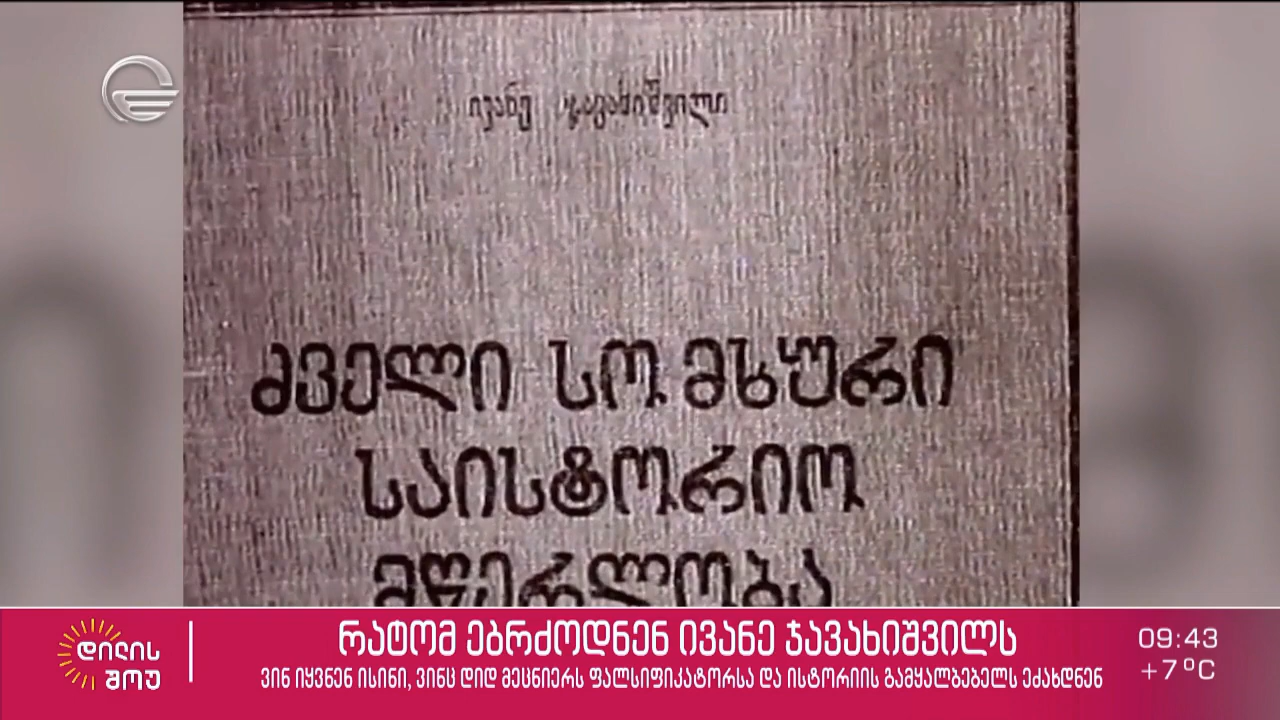 ივანე ჯავახიშვილი
ძველი სომხური
საისტორიო
მწერლობა
დილის
შოუ
რატომ ებრძოდნენ ივანე ჯავახიშვილს
ვინ იყვნენ ისინი, ვინც დიდ მეცნიერს ფალსიფიკატორსა და ისტორიის გამყალბებელს ეძახდნენ
09:43
+7°C